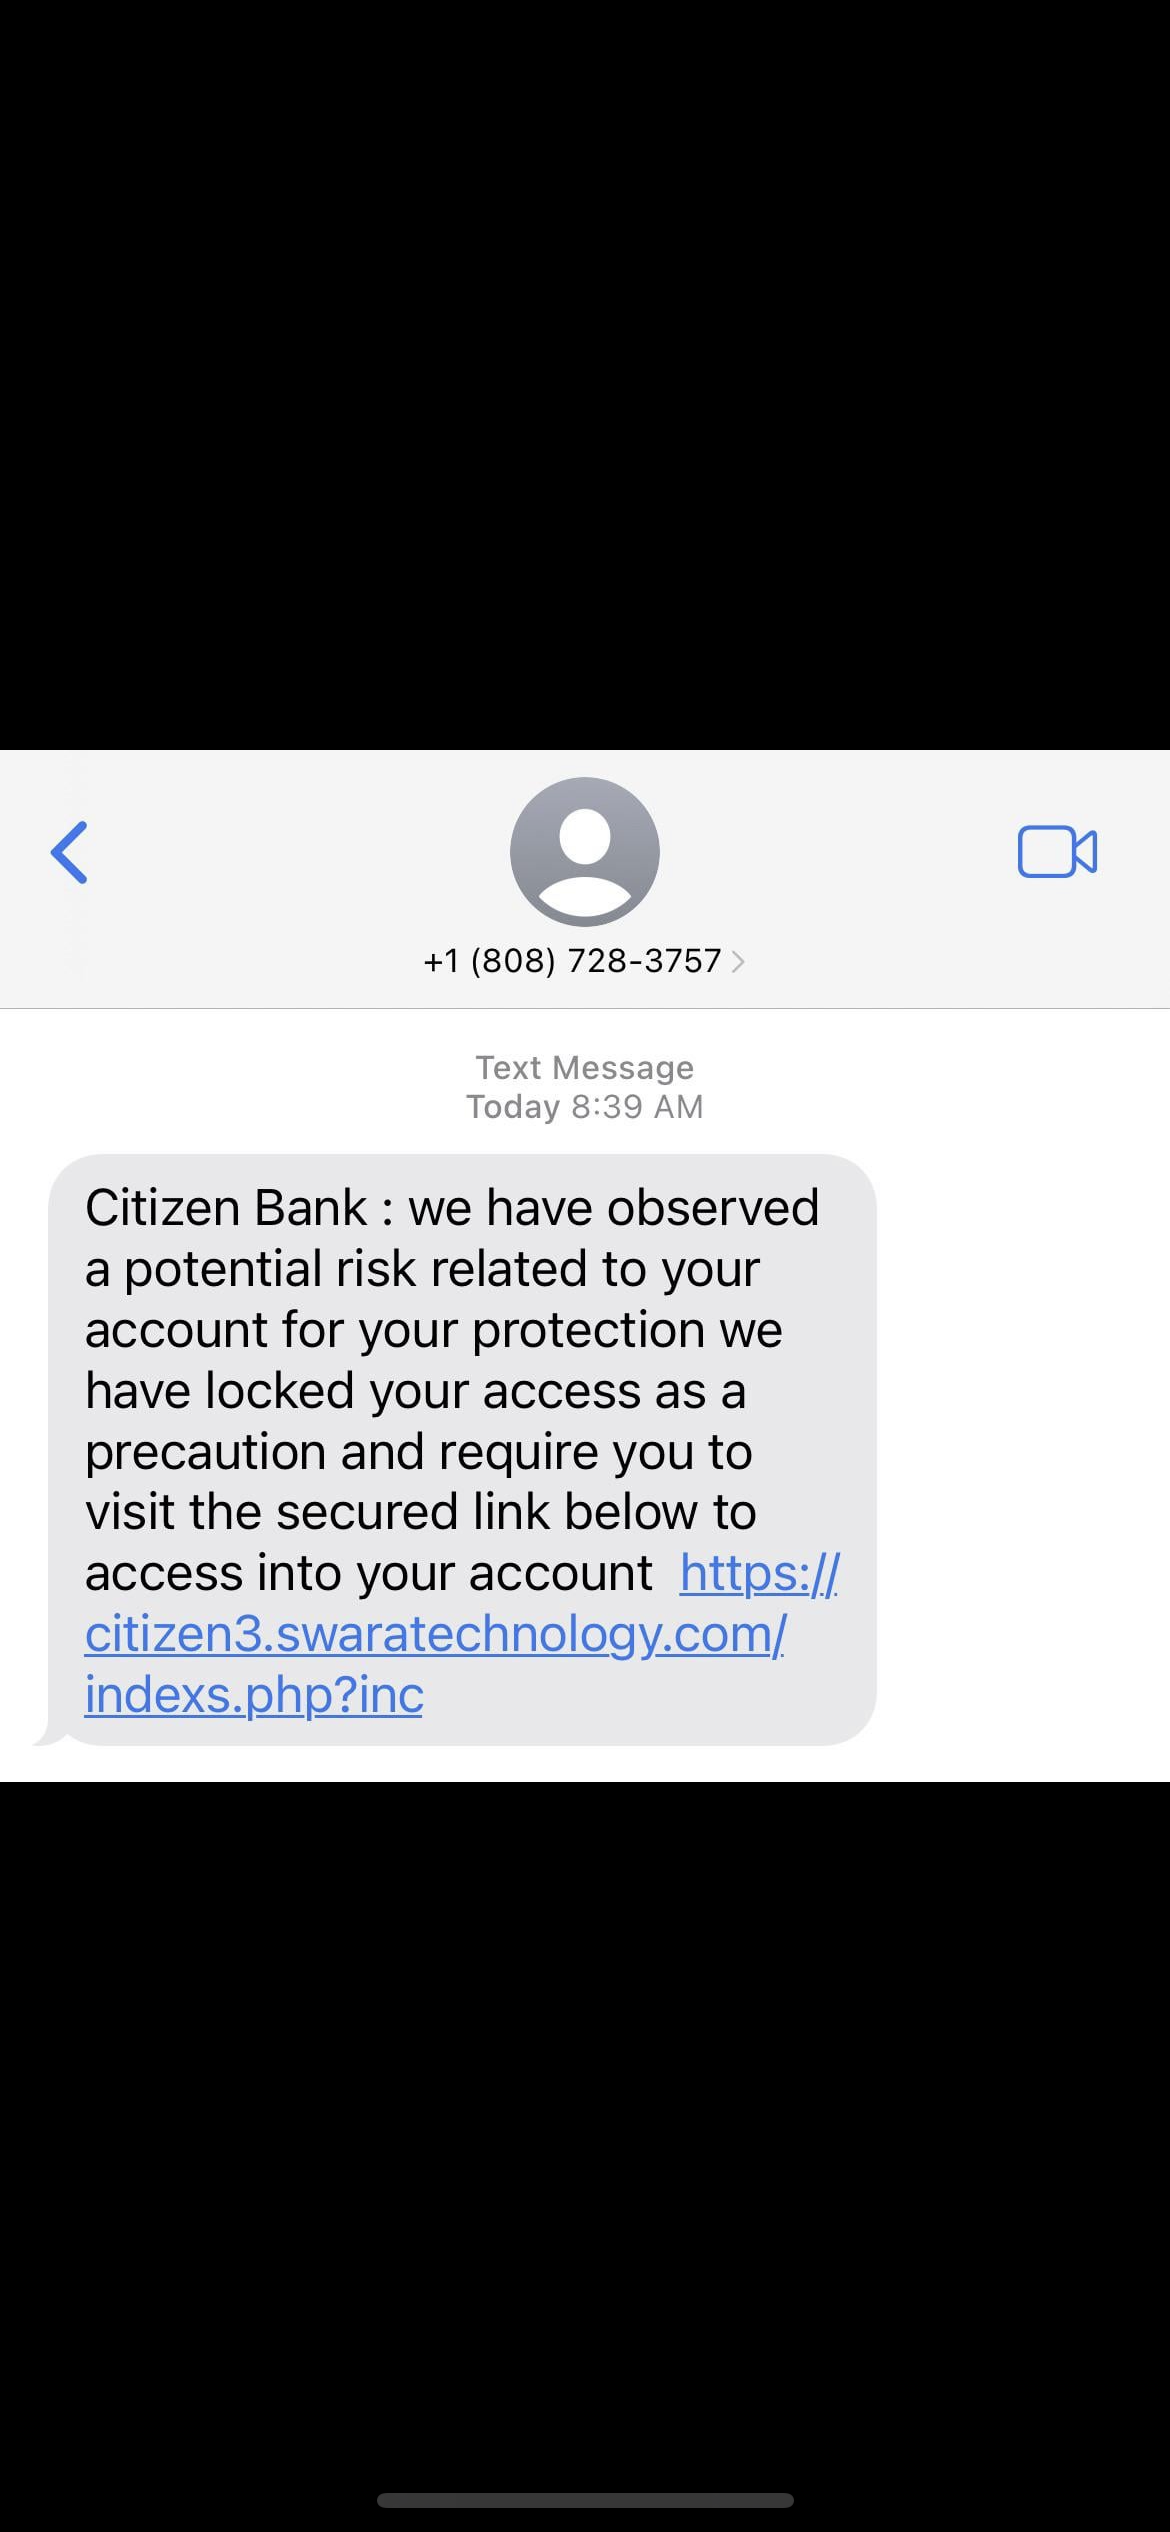 +1 (808) 728-3757
Text Message
Today 8:39 AM
Citizen Bank : we have observed
a potential risk related to your
account for your protection we
have locked your access as a
precaution and require you to
visit the secured link below to
access into your account  https://
citizen3.swaratechnology.com/
indexs.php?inc